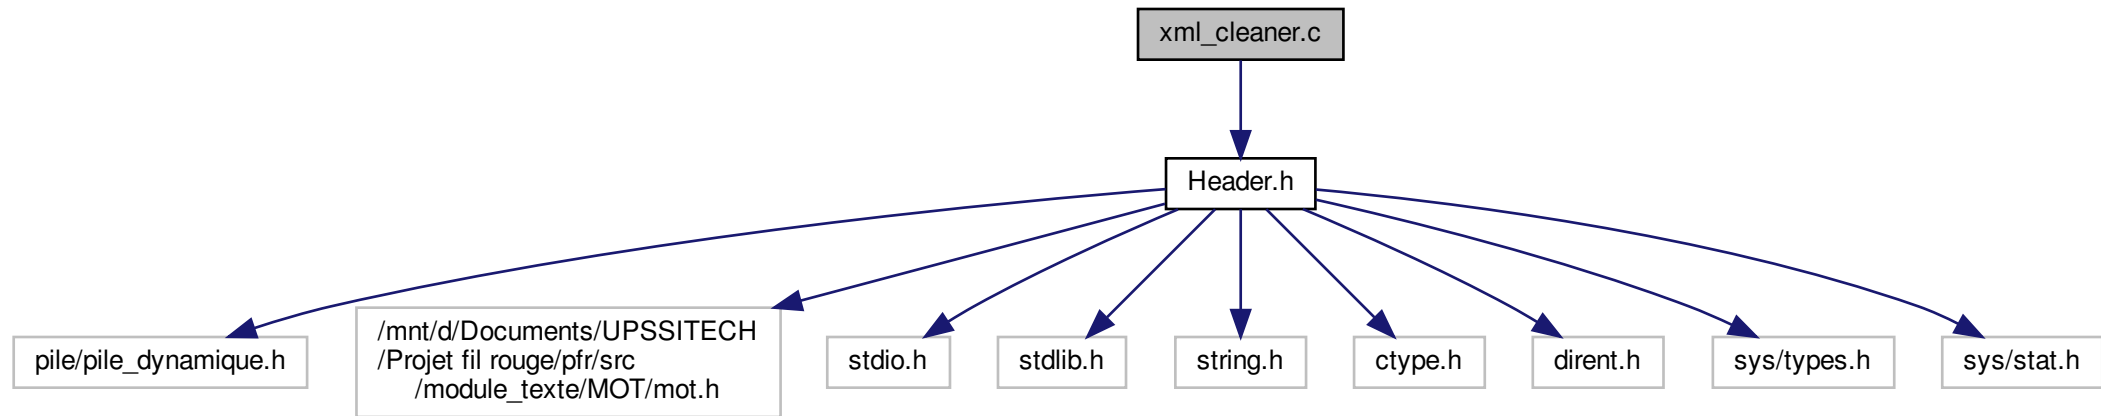 xml_cleaner.c
Header.h
pile/pile_dynamique.h
/mnt/d/Documents/UPSSITECH
/Projet fil rouge/pfr/src
/module_texte/MOT/mot.h
stdio.h
stdlib.h
string.h
ctype.h
dirent.h
sys/types.h
sys/stat.h